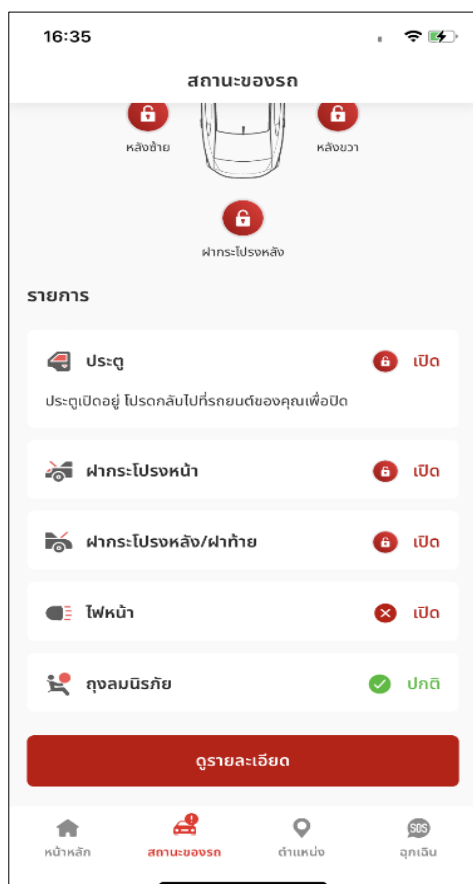 16:35
สถานะของรถ
หลังซ้าย
หลังขวา
ฝากระโปรงหลัง
รายการ
ประตู
เปิด
ประตูเปิดอยู่ โปรดกลับไปที่รถยนต์ของคุณเพื่อปิด
ฝากระโปรงหน้า
เปิด
ฝากระโปรงหลัง/ฝาท้าย
เปิด
ไฟหน้า
เปิด
ถุงลมนิรภัย
ปกติ
ดูรายละเอียด
หน้าหลัก
สถานะของรถ
ตำแหน่ง
SOS
ฉุกเฉิน